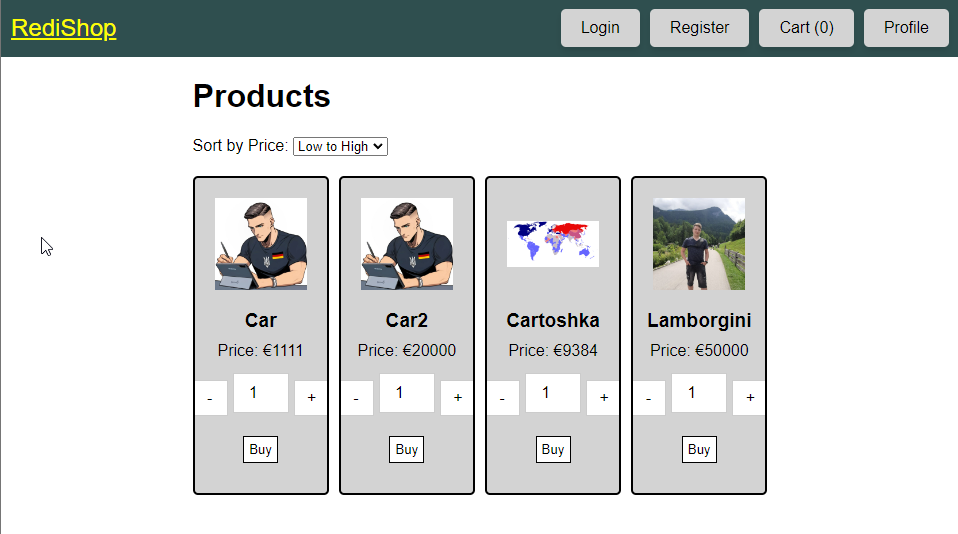 RediShop
Login Register Cart (0) Profile
Products
Sort by Price: Low to High
Car Car2 Cartoshka Lamborgini
Price: €1111 Price: €20000 Price: €9384 Price: €50000
- 1 + - 1 + - 1 + - 1 +
Buy Buy Buy Buy